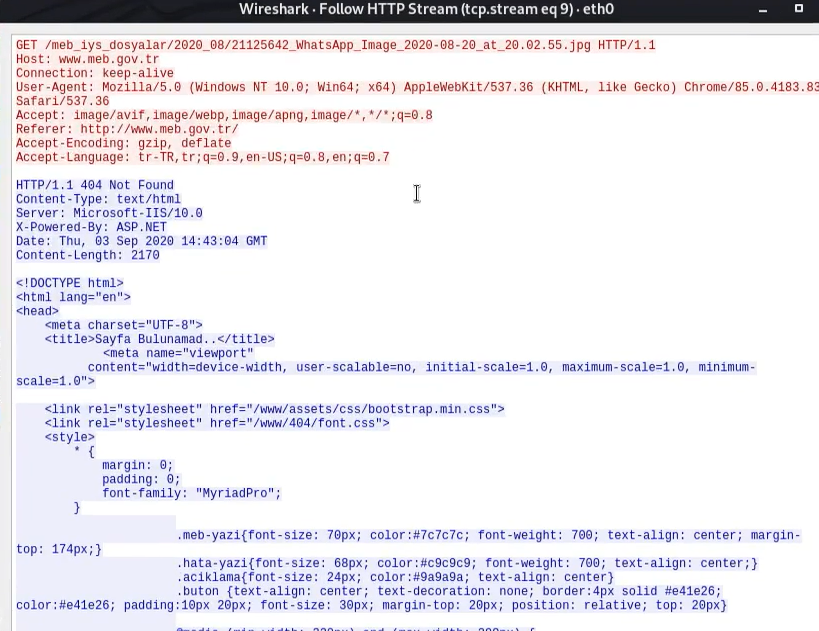 Wireshark · Follow HTTP Stream (tcp.stream eq 9) · eth0
GET /meb_iys_dosyalar/2020_08/21125642_WhatsApp_Image_2020-08-20_at_20.02.55.jpg HTTP/1.1
Host: www.meb.gov.tr
Connection: keep-alive
User-Agent: Mozilla/5.0 (Windows NT 10.0; Win64; x64) AppleWebKit/537.36 (KHTML, like Gecko) Chrome/85.0.4183.83
Safari/537.36
Accept: image/avif,image/webp,image/apng,image/*,*/*;q=0.8
Referer: http://www.meb.gov.tr/
Accept-Encoding: gzip, deflate
Accept-Language: tr-TR,tr;q=0.9,en-US;q=0.8,en;q=0.7
HTTP/1.1 404 Not Found
Content-Type: text/html
Server: Microsoft-IIS/10.0
X-Powered-By: ASP.NET
Date: Thu, 03 Sep 2020 14:43:04 GMT
Content-Length: 2170
<!DOCTYPE html>
<html lang="en">
<head>
<meta charset="UTF-8">
<title>Sayfa Bulunamad..</title>
<meta name="viewport"
content="width=device-width, user-scalable=no, initial-scale=1.0, maximum-scale=1.0, minimum-
scale=1.0">
<link rel="stylesheet" href="/www/assets/css/bootstrap.min.css">
<link rel="stylesheet" href="/www/404/font.css">
<style>
* {
margin: 0;
padding: 0;
font-family: "MyriadPro";
}
.meb-yazi{font-size: 70px; color:#7c7c7c; font-weight: 700; text-align: center; margin-
top: 174px;}
.hata-yazi{font-size: 68px; color:#c9c9c9; font-weight: 700; text-align: center;}
.aciklama{font-size: 24px; color:#9a9a9a; text-align: center}
.buton {text-align: center; text-decoration: none; border:4px solid #e41e26;
color:#e41e26; padding:10px 20px; font-size: 30px; margin-top: 20px; position: relative; top: 20px}